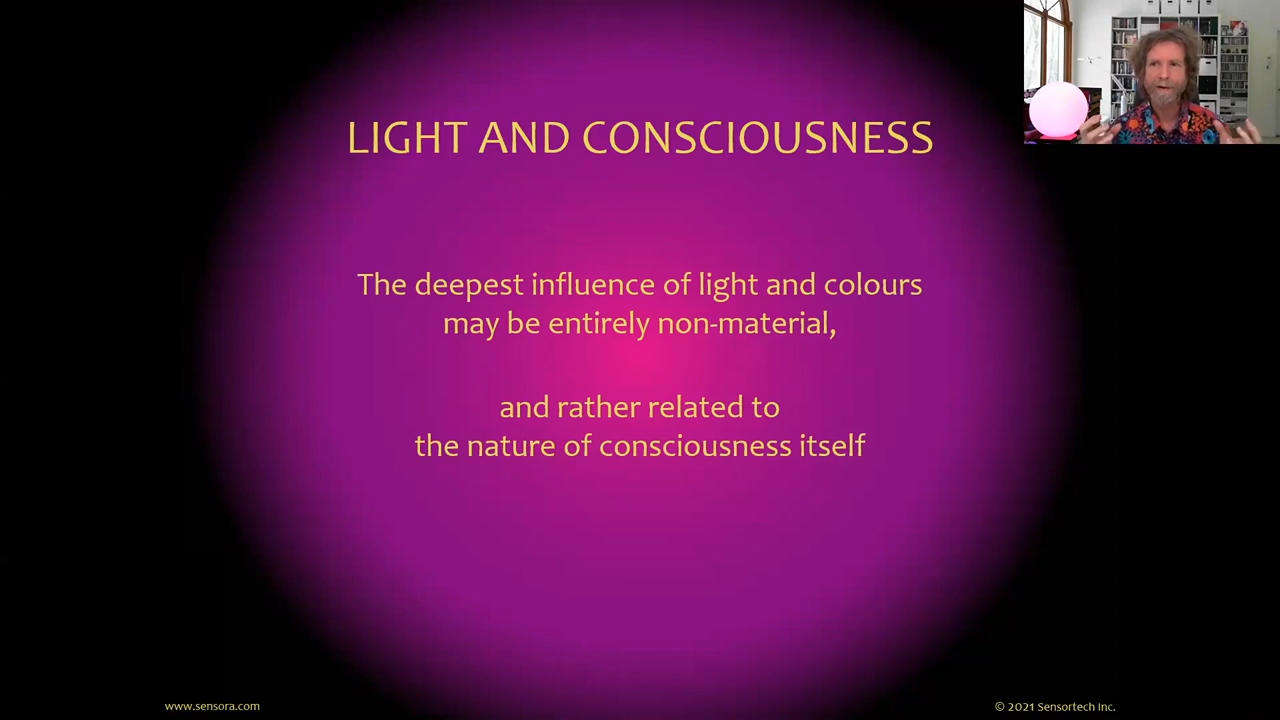 LIGHT AND CONSCIOUSNESS
The deepest influence of light and colours
may be entirely non-material,
and rather related to
the nature of consciousness itself
www.sensora.com
© 2021 Sensortech Inc.